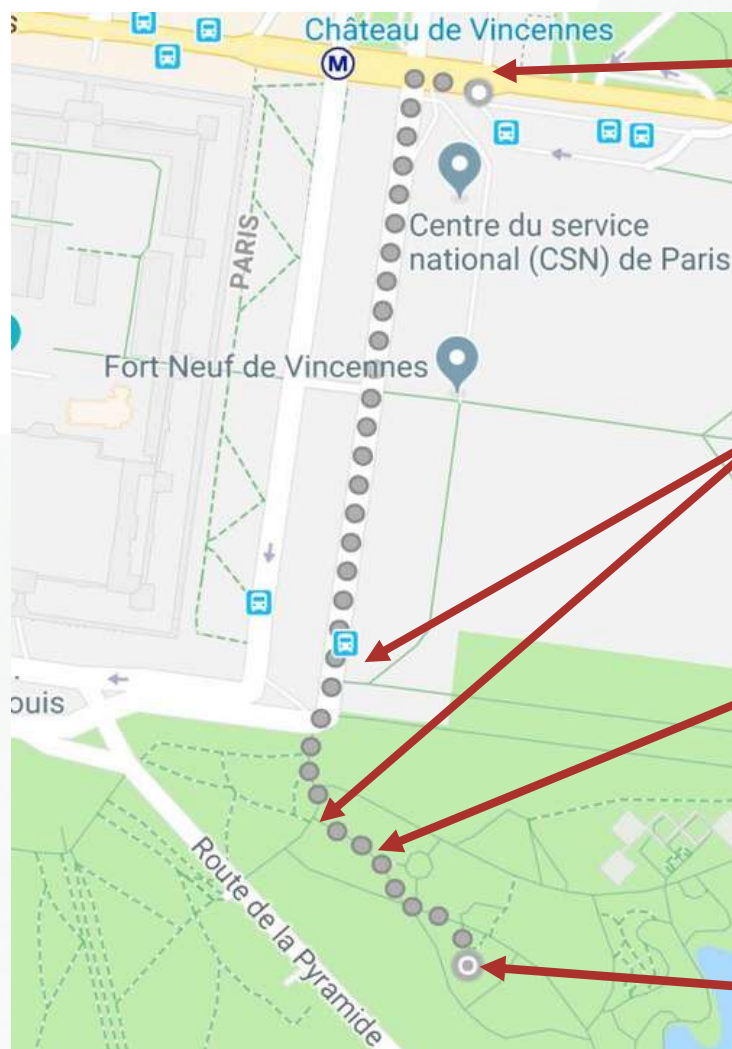 s
Château de Vincennes
M
PARIS
Centre du service
national (CSN) de Paris
Fort Neuf de Vincennes
ouis
Route de la Pyramide